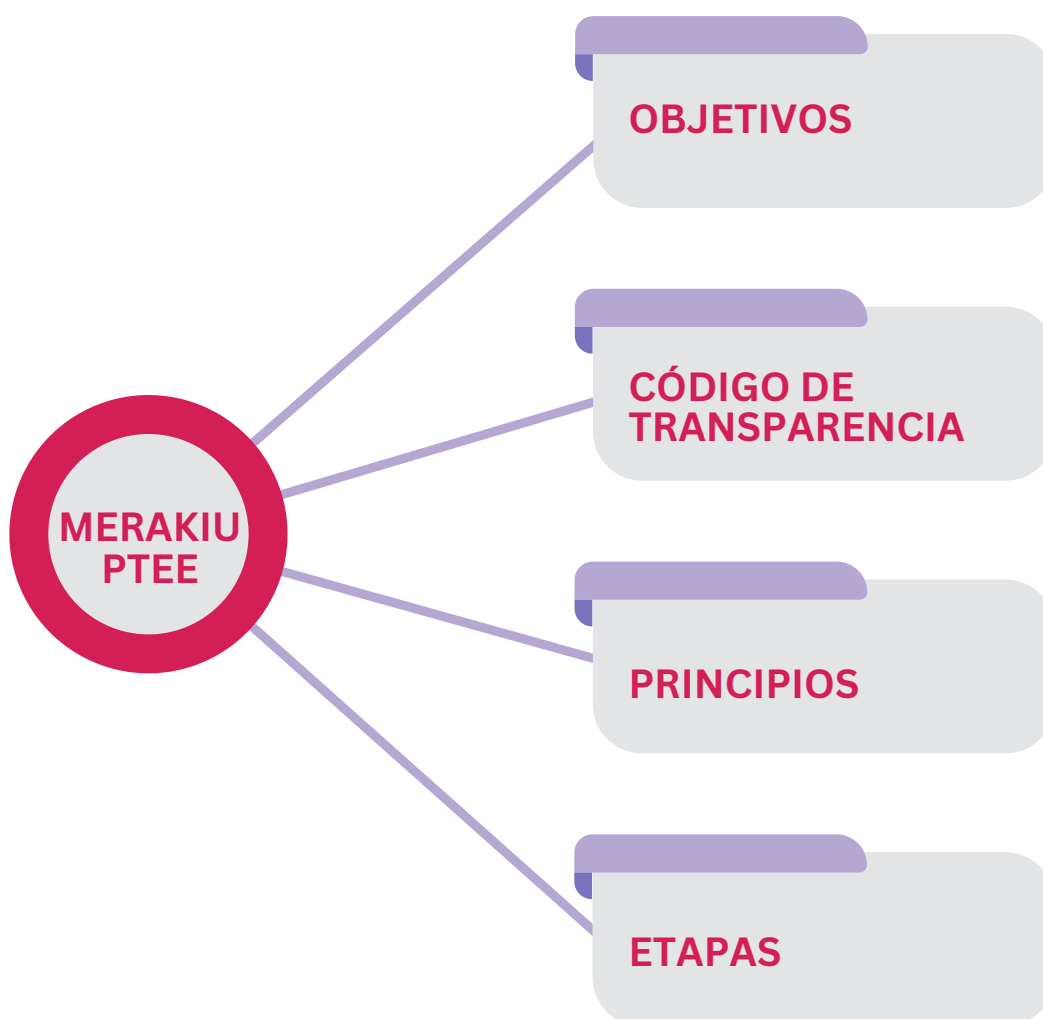 OBJETIVOS
CÓDIGO DE
TRANSPARENCIA
MERAKIU
PTEE
PRINCIPIOS
ETAPAS